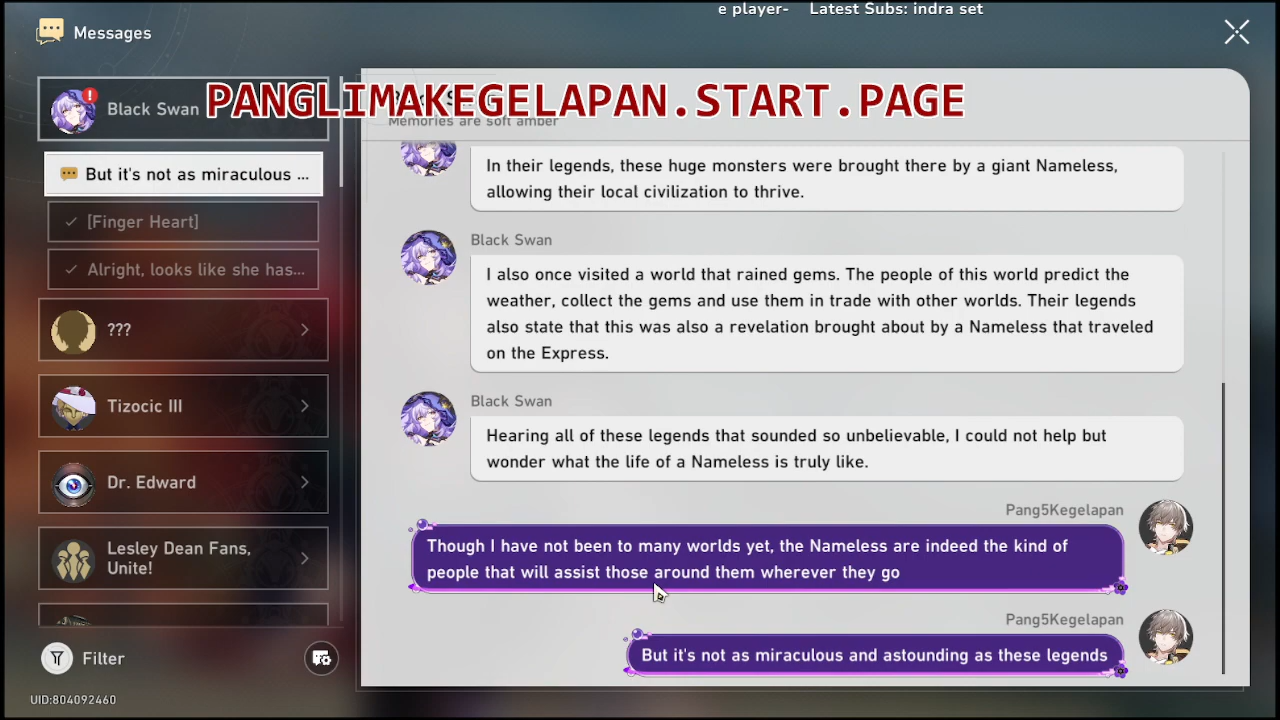 e player-    Latest Subs: indra set
Messages
Black Swan
PANGLIMAKEGELAPAN.START.PAGE
Memories are soft amber
But it's not as miraculous ...
[Finger Heart]
Alright, looks like she has...
???
Tizocic III
Dr. Edward
Lesley Dean Fans,
Unite!
Filter
UID:804092460
In their legends, these huge monsters were brought there by a giant Nameless,
allowing their local civilization to thrive.
Black Swan
I also once visited a world that rained gems. The people of this world predict the
weather, collect the gems and use them in trade with other worlds. Their legends
also state that this was also a revelation brought about by a Nameless that traveled
on the Express.
Black Swan
Hearing all of these legends that sounded so unbelievable, I could not help but
wonder what the life of a Nameless is truly like.
Pang5Kegelapan
Though I have not been to many worlds yet, the Nameless are indeed the kind of
people that will assist those around them wherever they go
Pang5Kegelapan
But it's not as miraculous and astounding as these legends